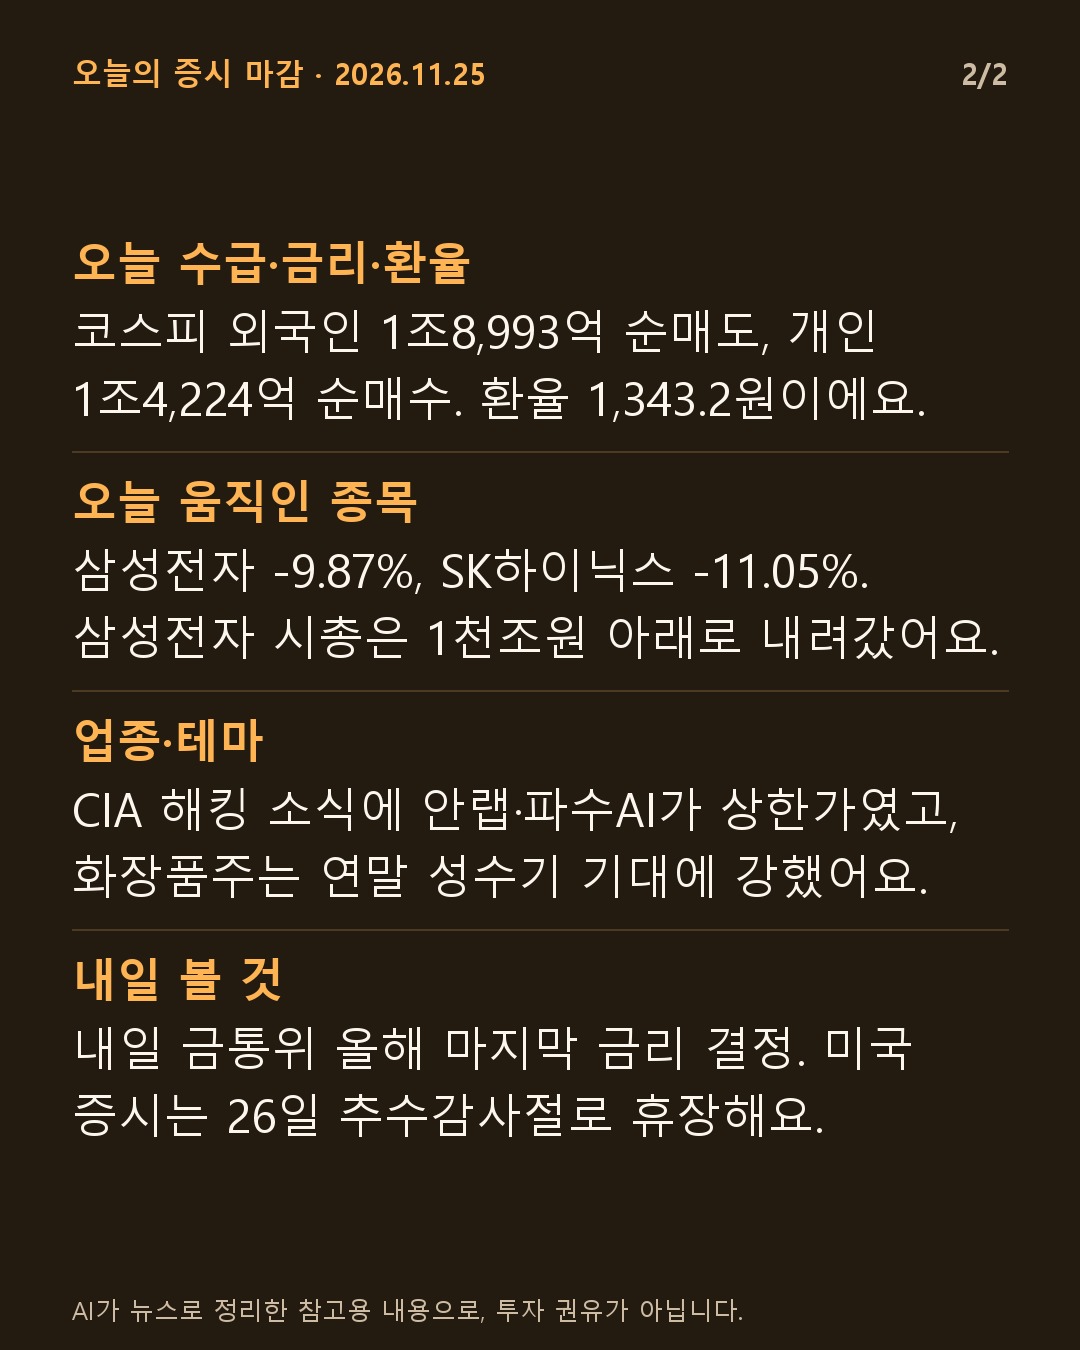 오늘의 증시 마감 · 2026.11.25
2/2
오늘 수급·금리·환율
코스피 외국인 1조8,993억 순매도, 개인
1조4,224억 순매수. 환율 1,343.2원이에요.
오늘 움직인 종목
삼성전자 -9.87%, SK하이닉스 -11.05%.
삼성전자 시총은 1천조원 아래로 내려갔어요.
업종·테마
CIA 해킹 소식에 안랩·파수AI가 상한가였고,
화장품주는 연말 성수기 기대에 강했어요.
내일 볼 것
내일 금통위 올해 마지막 금리 결정. 미국
증시는 26일 추수감사절로 휴장해요.
AI가 뉴스로 정리한 참고용 내용으로, 투자 권유가 아닙니다.